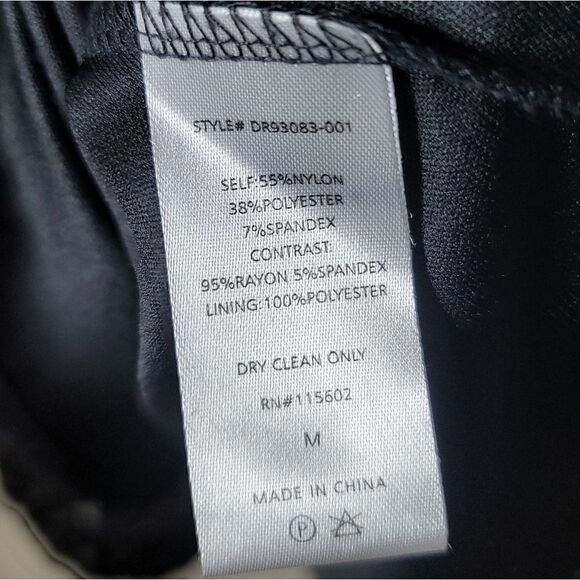 STYLE# DR93083-001
SELF:55%NYLON
38%POLYESTER
7%SPANDEX
CONTRAST:
95%RAYON 5%SPANDEX
LINING:100%POLYESTER
DRY CLEAN ONLY
RN#115602
M
MADE IN CHINA
P